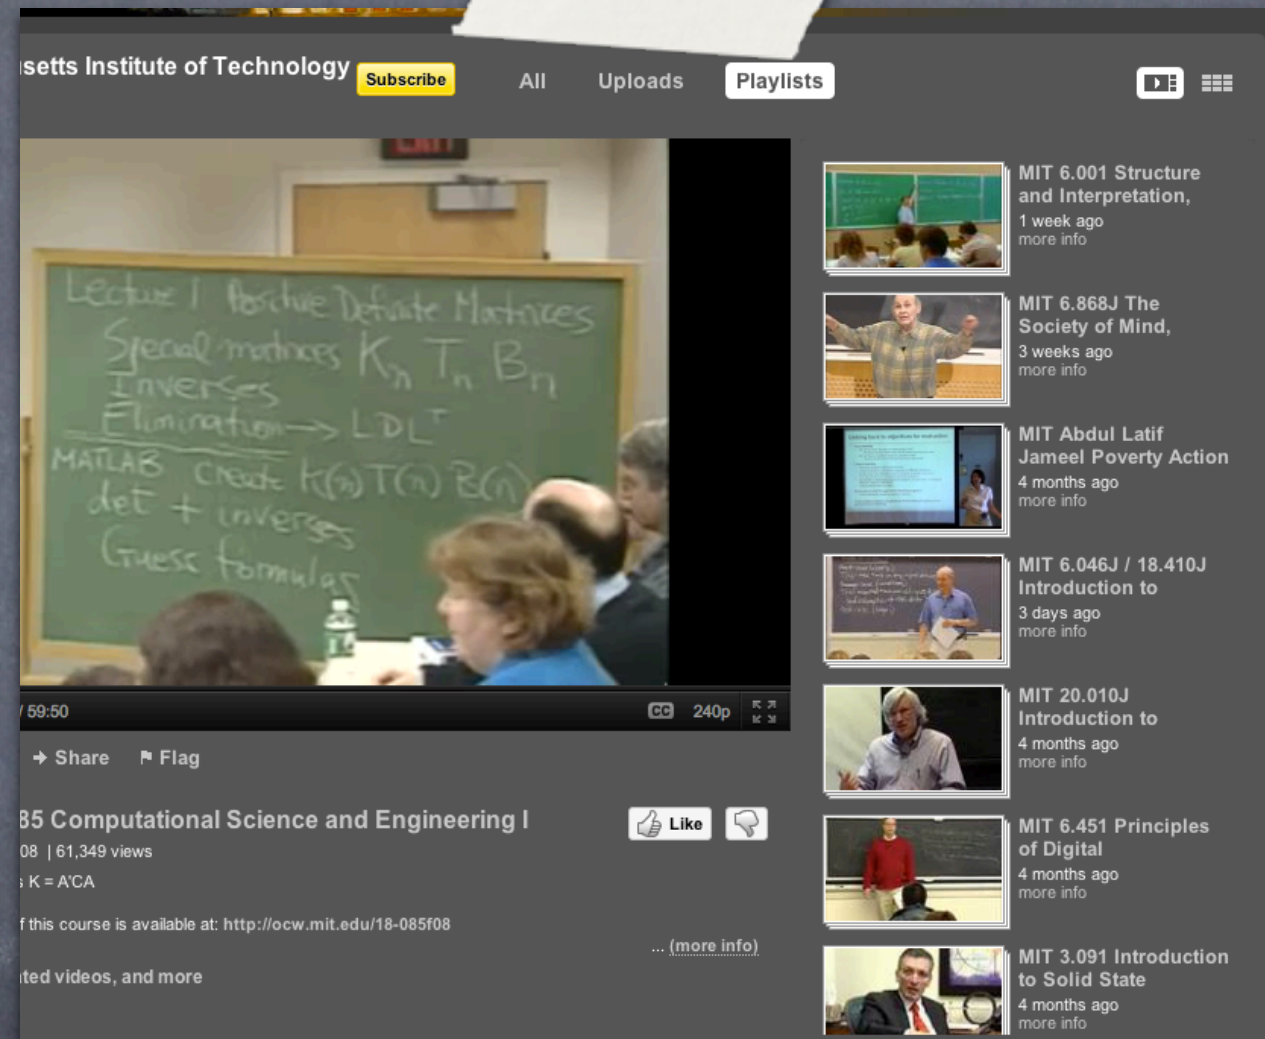 usetts Institute of Technology
Subscribe
All
Uploads
Playlists
EXIT
Lecture 1 Positive Definite Matrices
Special matrices Kn Tn Bn
Inverses
Elimination → LDLᵀ
MATLAB create K(n) T(n) B(n)
det + inverses
Guess formulas
/ 59:50
CC
240p
Share
Flag
85 Computational Science and Engineering I
Like
08 | 61,349 views
s K = A'CA
f this course is available at: http://ocw.mit.edu/18-085f08
... (more info)
ated videos, and more
MIT 6.001 Structure
and Interpretation,
1 week ago
more info
MIT 6.868J The
Society of Mind,
3 weeks ago
more info
MIT Abdul Latif
Jameel Poverty Action
4 months ago
more info
MIT 6.046J / 18.410J
Introduction to
3 days ago
more info
MIT 20.010J
Introduction to
4 months ago
more info
MIT 6.451 Principles
of Digital
4 months ago
more info
MIT 3.091 Introduction
to Solid State
4 months ago
more info